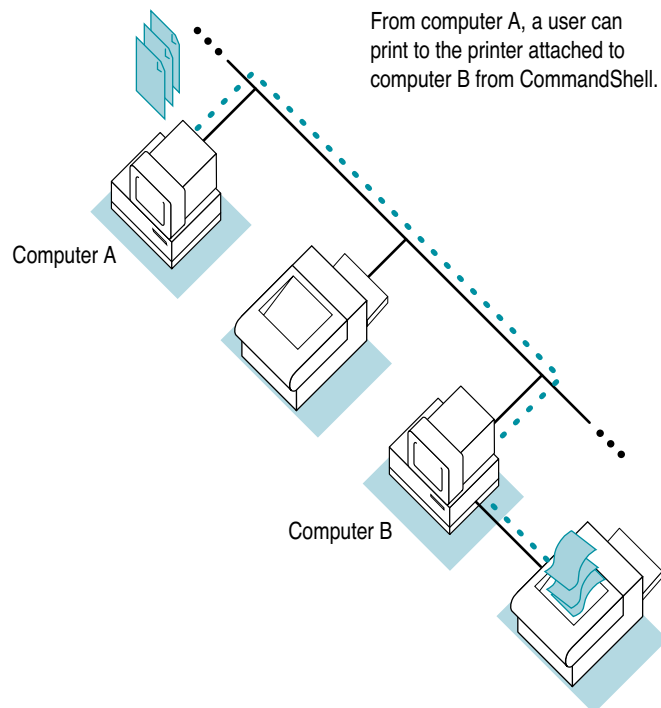 From computer A, a user can
print to the printer attached to
computer B from CommandShell.
Computer A
Computer B